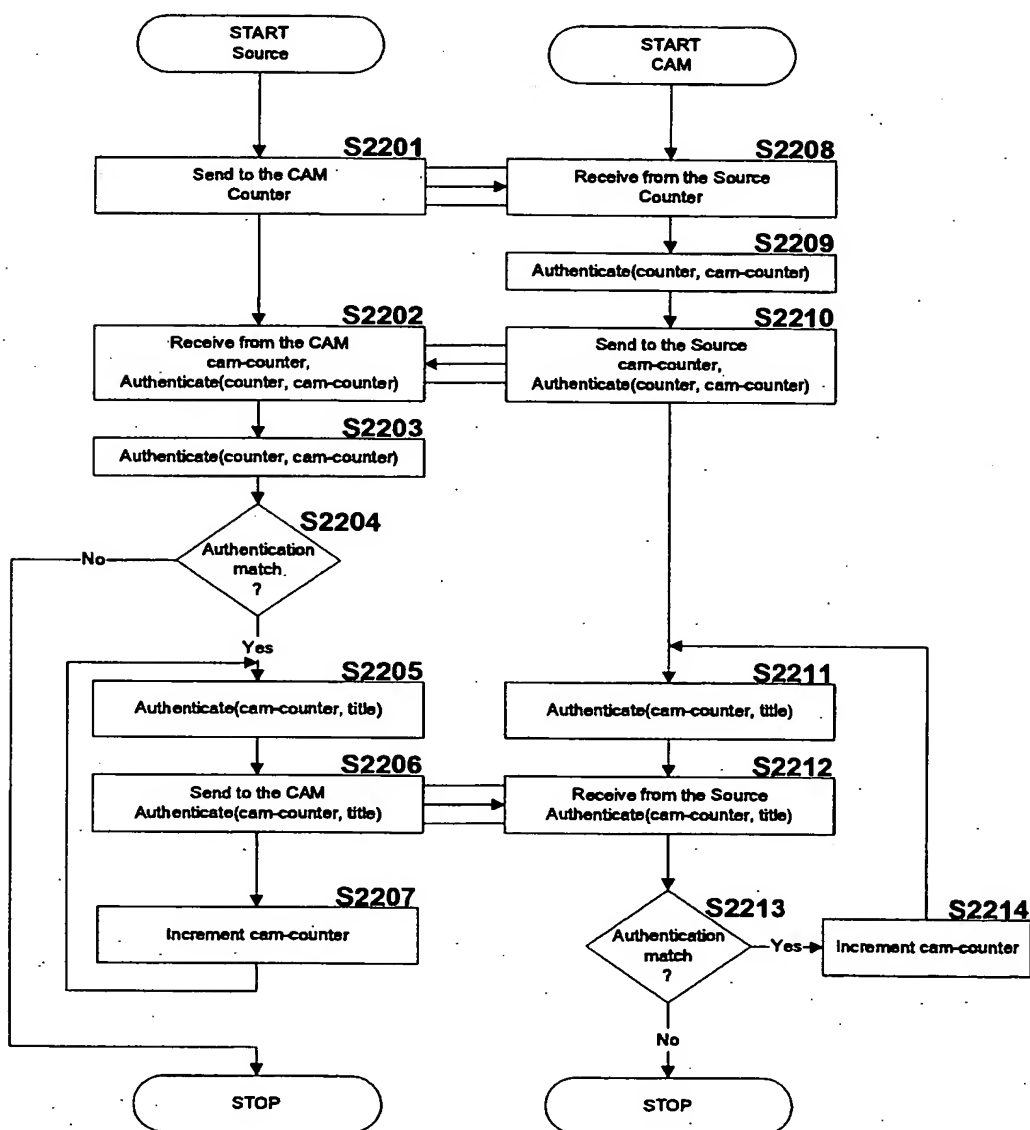 START
Source
START
CAM
S2201
Send to the CAM
Counter
S2208
Receive from the Source
Counter
S2209
Authenticate(counter, cam-counter)
S2202
Receive from the CAM
cam-counter,
Authenticate(counter, cam-counter)
S2210
Send to the Source
cam-counter,
Authenticate(counter, cam-counter)
S2203
Authenticate(counter, cam-counter)
S2204
Authentication
match
?
No
Yes
S2205
Authenticate(cam-counter, title)
S2211
Authenticate(cam-counter, title)
S2206
Send to the CAM
Authenticate(cam-counter, title)
S2212
Receive from the Source
Authenticate(cam-counter, title)
S2207
Increment cam-counter
S2213
Authentication
match
?
Yes
S2214
Increment cam-counter
No
STOP
STOP